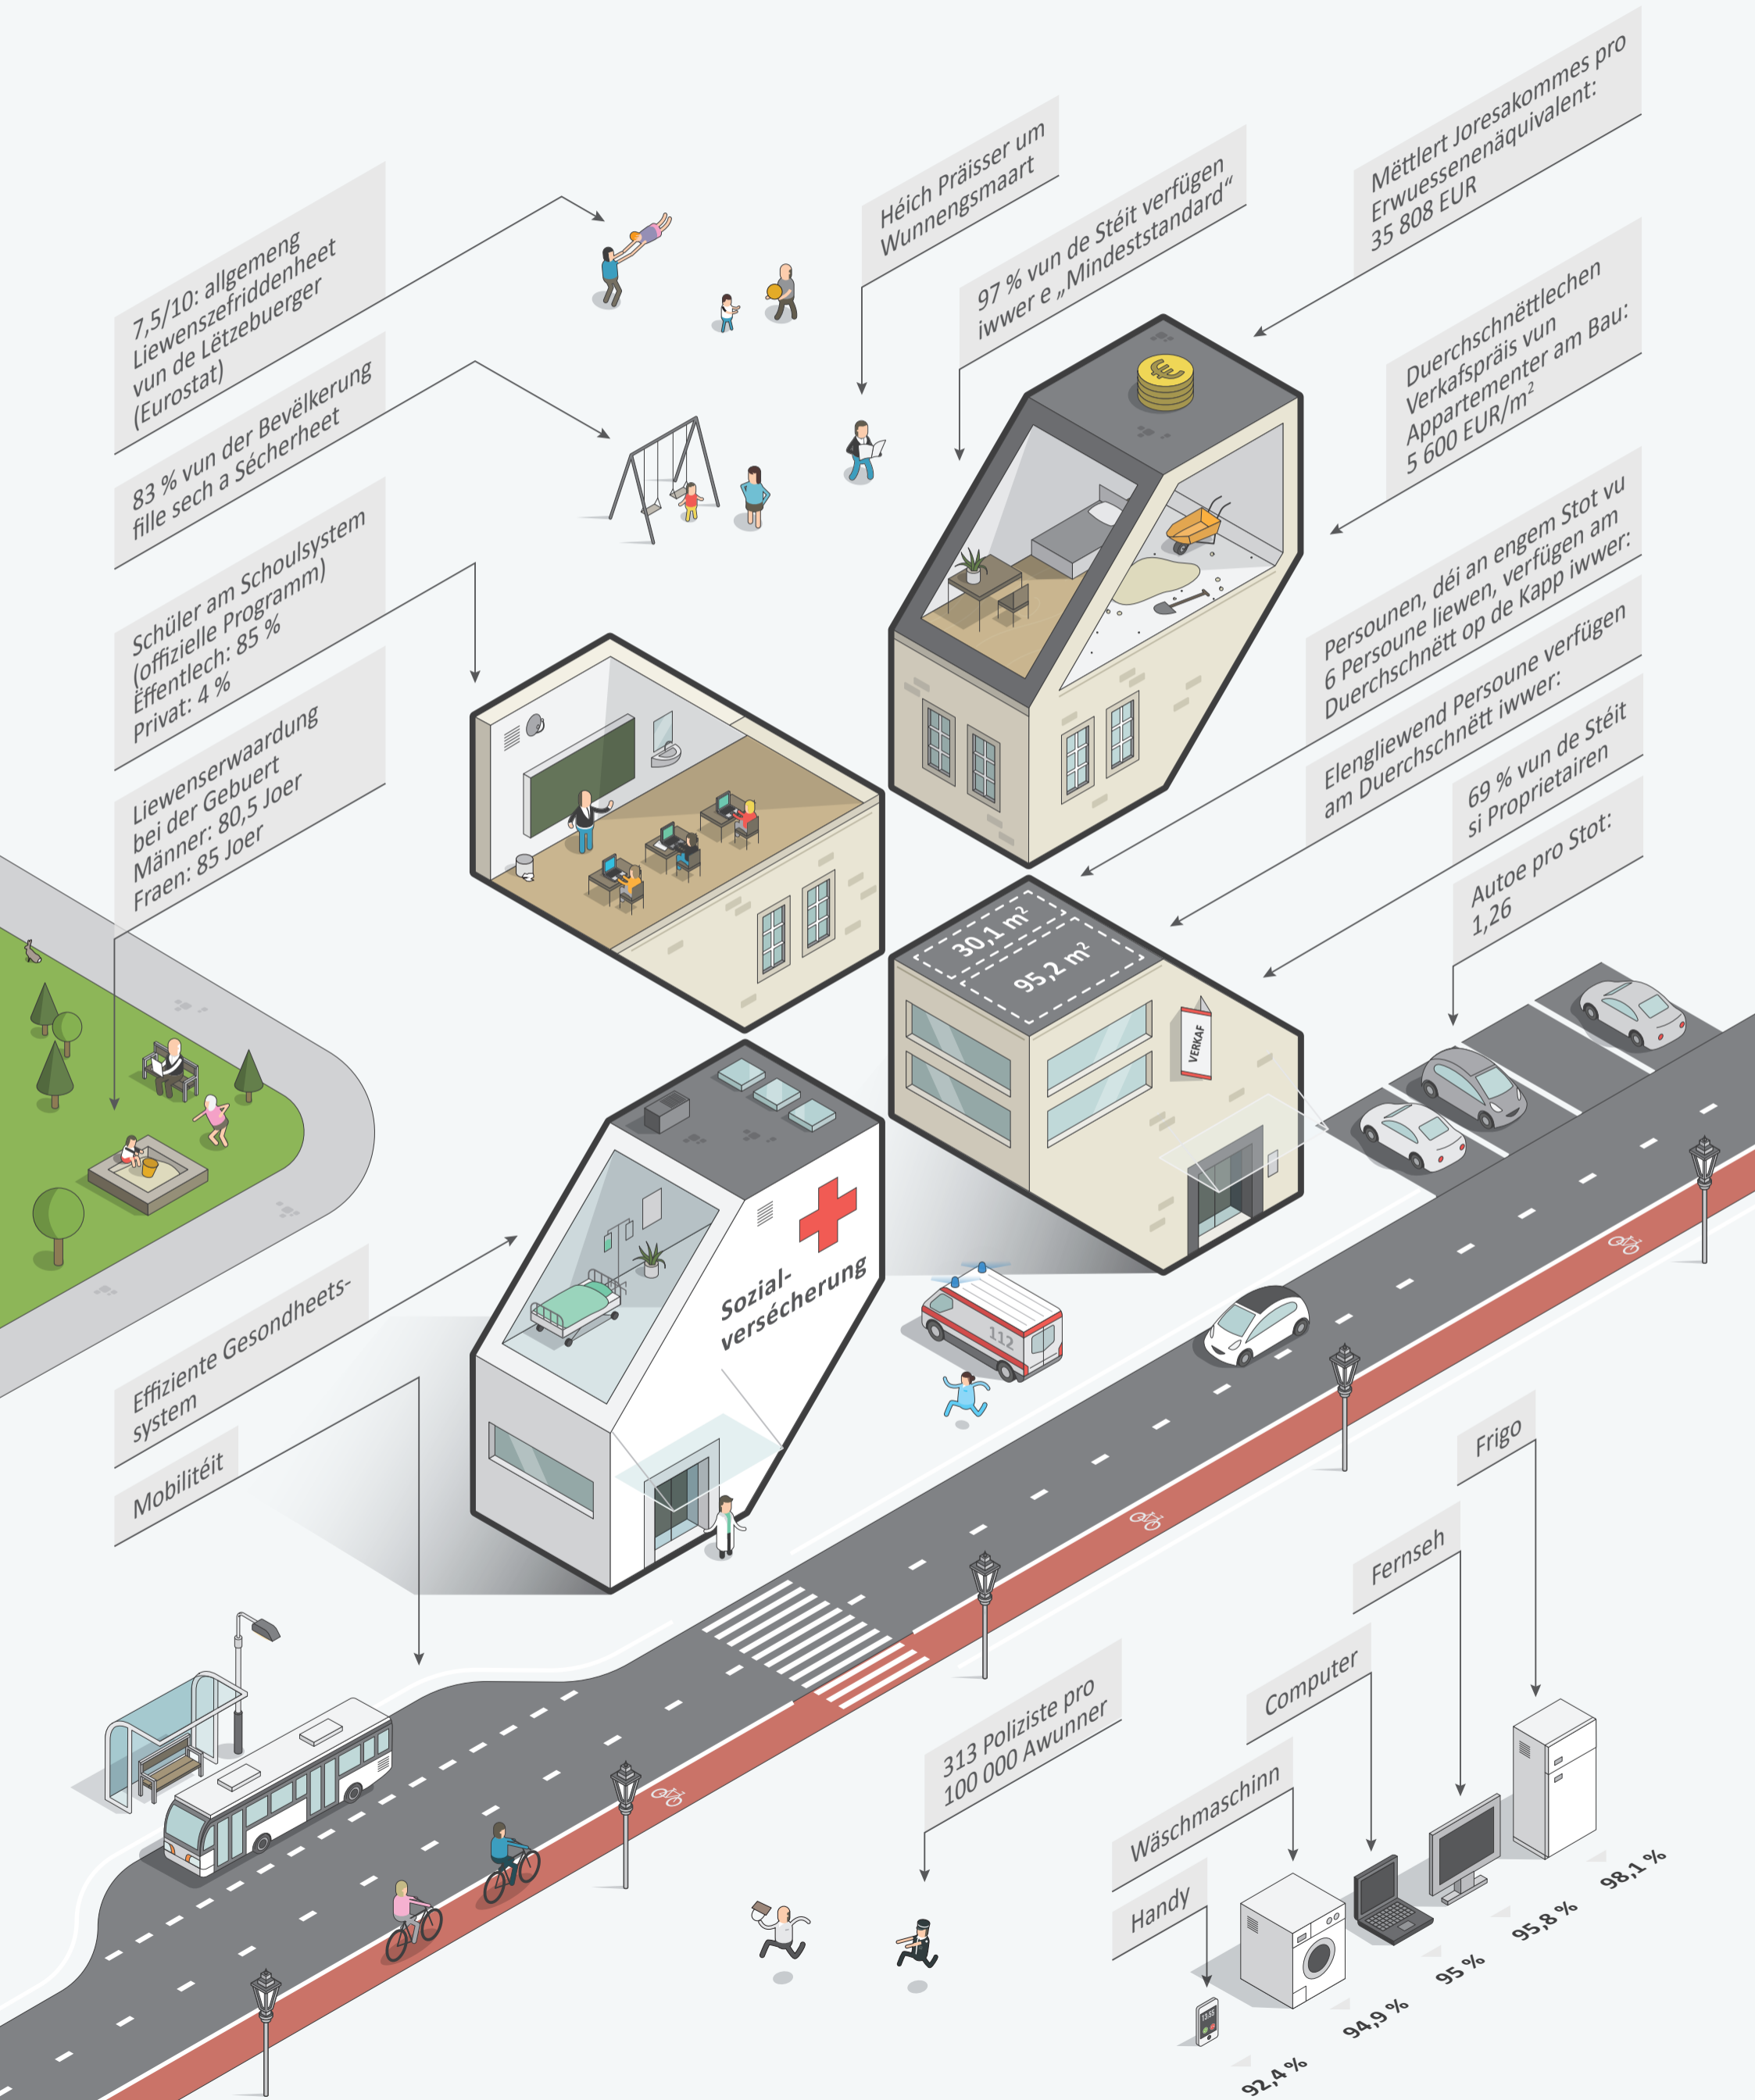 7,5/10: allgemeng
Liewenszefriddenheet
vun de Lëtzebuerger
(Eurostat)
83 % vun der Bevëlkerung
fille sech a Sécherheet
Schüler am Schoulsystem
(offizielle Programm)
Ëffentlech: 85 %
Privat: 4 %
Liewenserwaardung
bei der Gebuert
Männer: 80,5 Joer
Fraen: 85 Joer
Héich Präisser um
Wunnengsmaart
97 % vun de Stéit verfügen
iwwer e „Mindeststandard“
Mëttlert Joresakommes pro
Erwuessenenäquivalent:
35 808 EUR
Duerchschnëttlechen
Verkafspräis vun
Appartementer am Bau:
5 600 EUR/m²
Persounen, déi an engem Stot vu
6 Persoune liewen, verfügen am
Duerchschnëtt op de Kapp iwwer:
Elengliewend Persoune verfügen
am Duerchschnëtt iwwer:
69 % vun de Stéit
si Proprietairen
Autoe pro Stot:
1,26
30,1 m²
95,2 m²
VERKAF
Sozial-
versécherung
112
Effiziente Gesondheets-
system
Mobilitéit
313 Poliziste pro
100 000 Awunner
Frigo
Fernseh
Computer
Wäschmaschinn
Handy
98,1 %
95,8 %
95 %
94,9 %
92,4 %